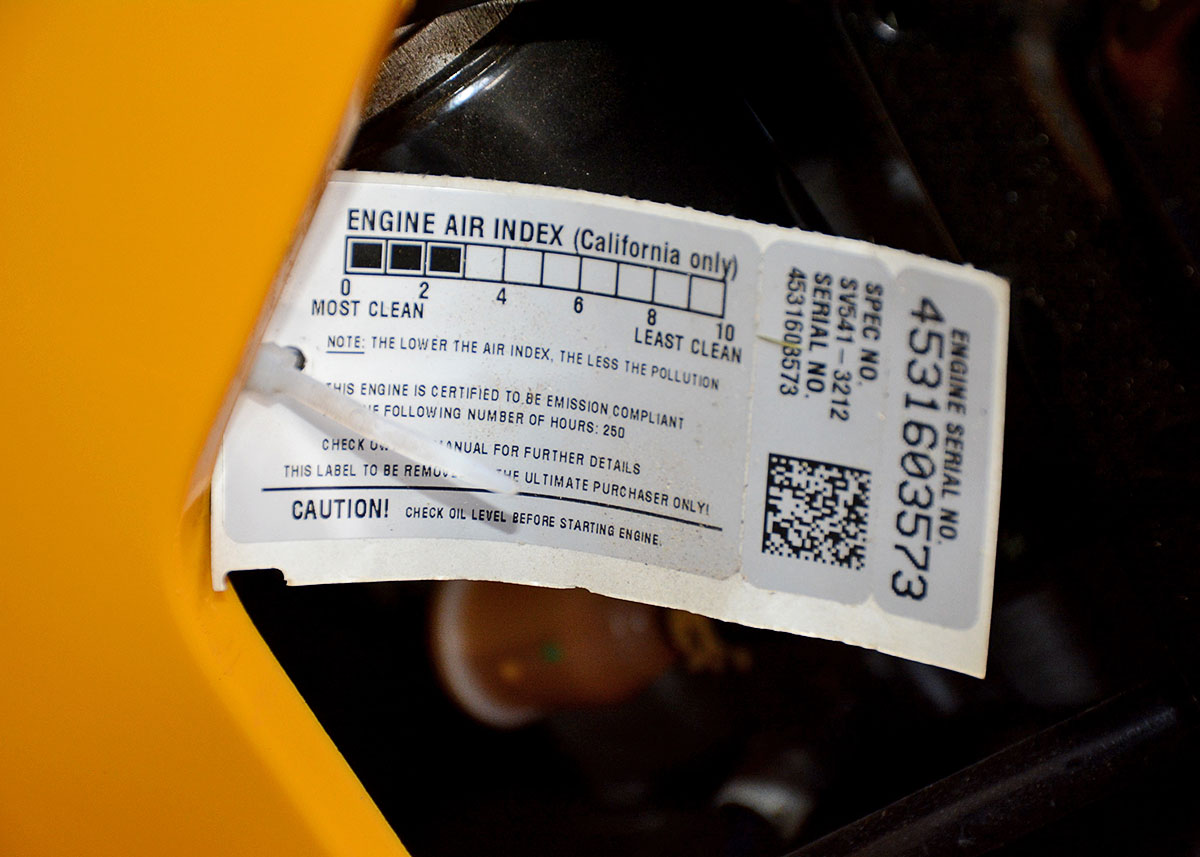 ENGINE AIR INDEX (California only)
0 2 4 6 8 10
MOST CLEAN LEAST CLEAN
NOTE: THE LOWER THE AIR INDEX, THE LESS THE POLLUTION
THIS ENGINE IS CERTIFIED TO BE EMISSION COMPLIANT
FOLLOWING NUMBER OF HOURS: 250
CHECK MANUAL FOR FURTHER DETAILS
THIS LABEL TO BE ULTIMATE PURCHASER ONLY!
CAUTION! CHECK OIL LEVEL BEFORE STARTING ENGINE.
SPEC NO.
SV541-3212
SERIAL NO.
4531603573
ENGINE SERIAL NO.
4531603573